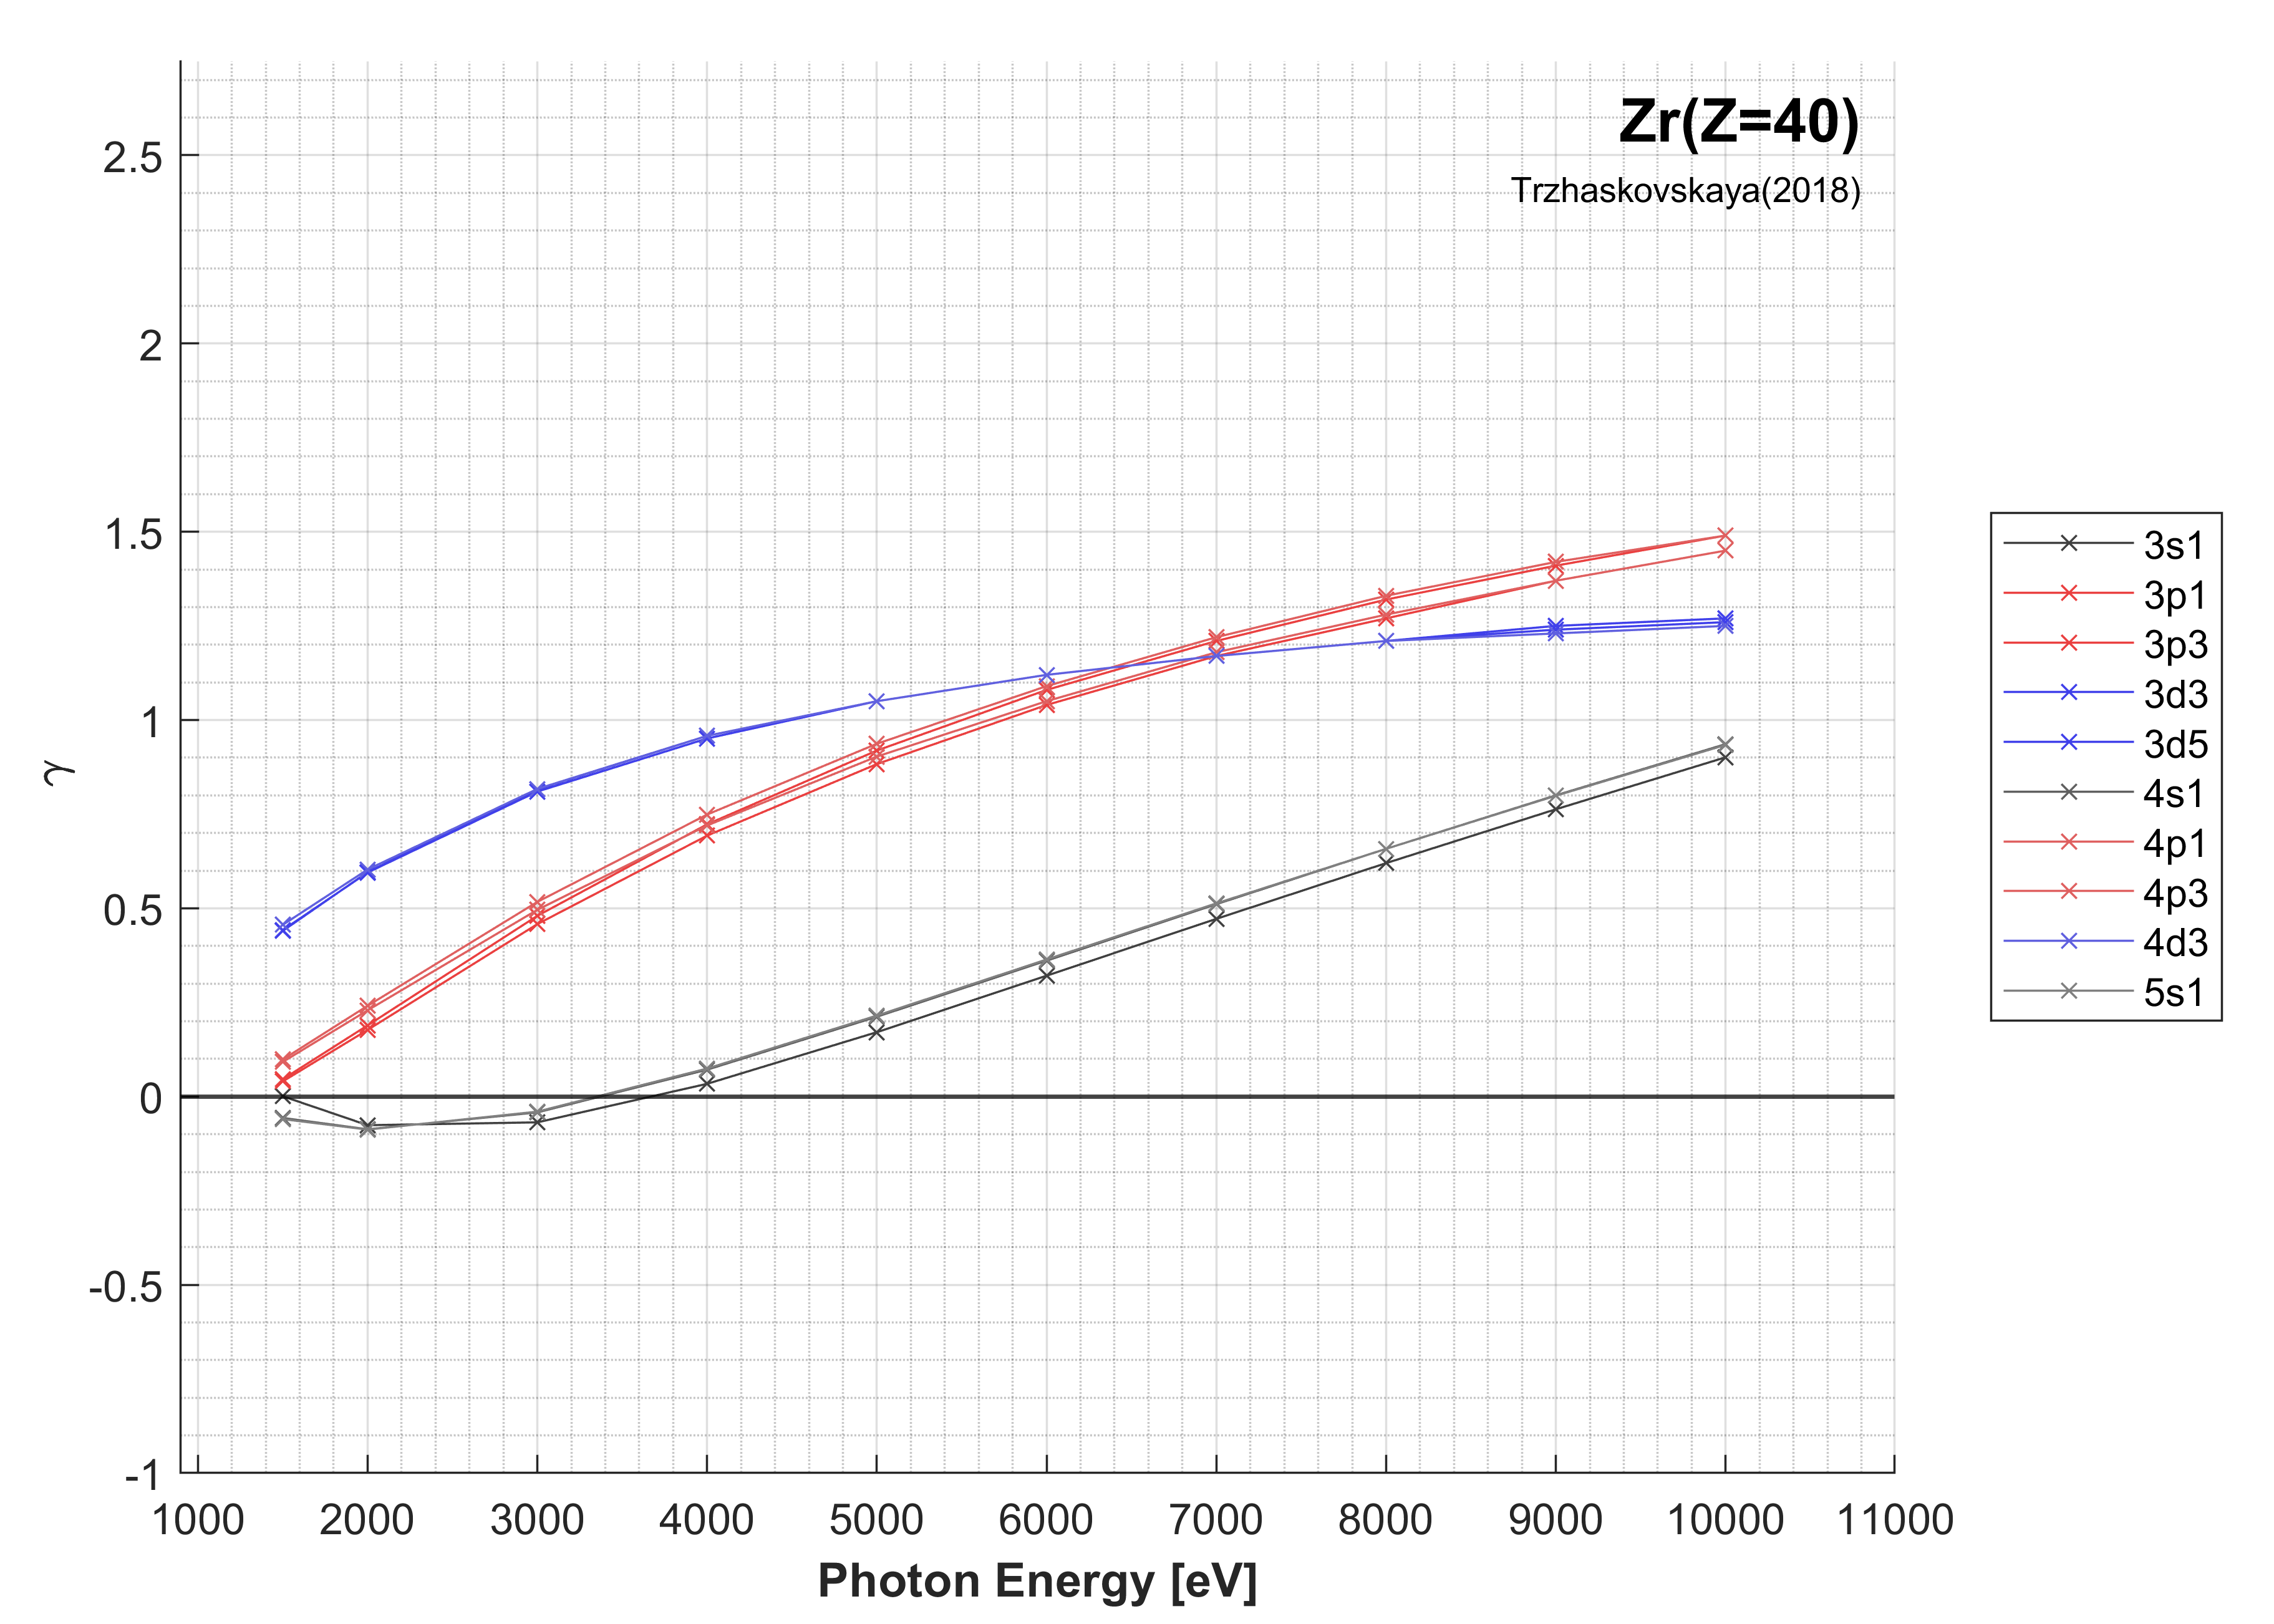 Zr(Z=40)
Trzhaskovskaya(2018)
2.5
2
1.5
1
0.5
0
-0.5
-1
γ
1000 2000 3000 4000 5000 6000 7000 8000 9000 10000 11000
Photon Energy [eV]
3s1
3p1
3p3
3d3
3d5
4s1
4p1
4p3
4d3
5s1